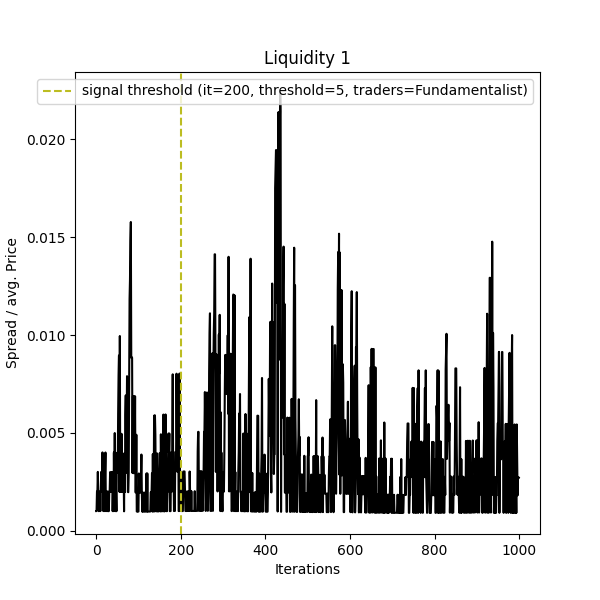 Liquidity 1
signal threshold (it=200, threshold=5, traders=Fundamentalist)
0.020
0.015
0.010
0.005
0.000
Spread / avg. Price
0
200
400
600
800
1000
Iterations